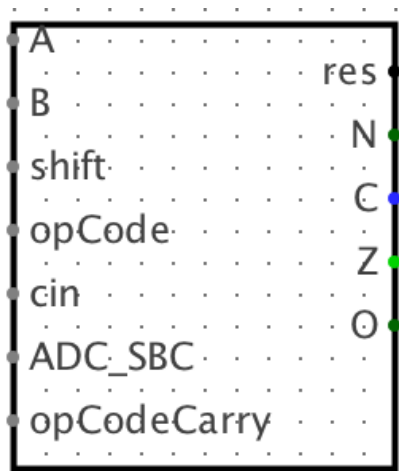 A
res
B
N
shift
C
opCode
Z
cin
O
ADC_SBC
opCodeCarry